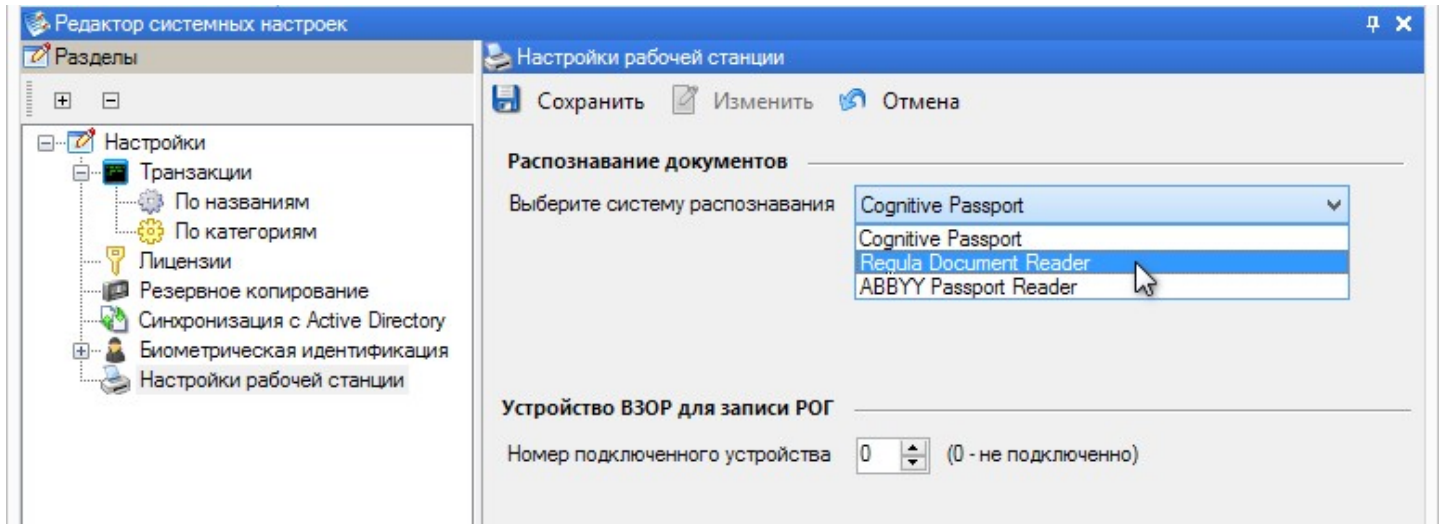 Редактор системных настроек
Разделы
Настройки
Транзакции
По названиям
По категориям
Лицензии
Резервное копирование
Синхронизация с Active Directory
Биометрическая идентификация
Настройки рабочей станции
Настройки рабочей станции
Сохранить Изменить Отмена
Распознавание документов
Выберите систему распознавания Cognitive Passport
Cognitive Passport
Regula Document Reader
ABBYY Passport Reader
Устройство ВЗОР для записи РОГ
Номер подключенного устройства 0 (0 - не подключенно)